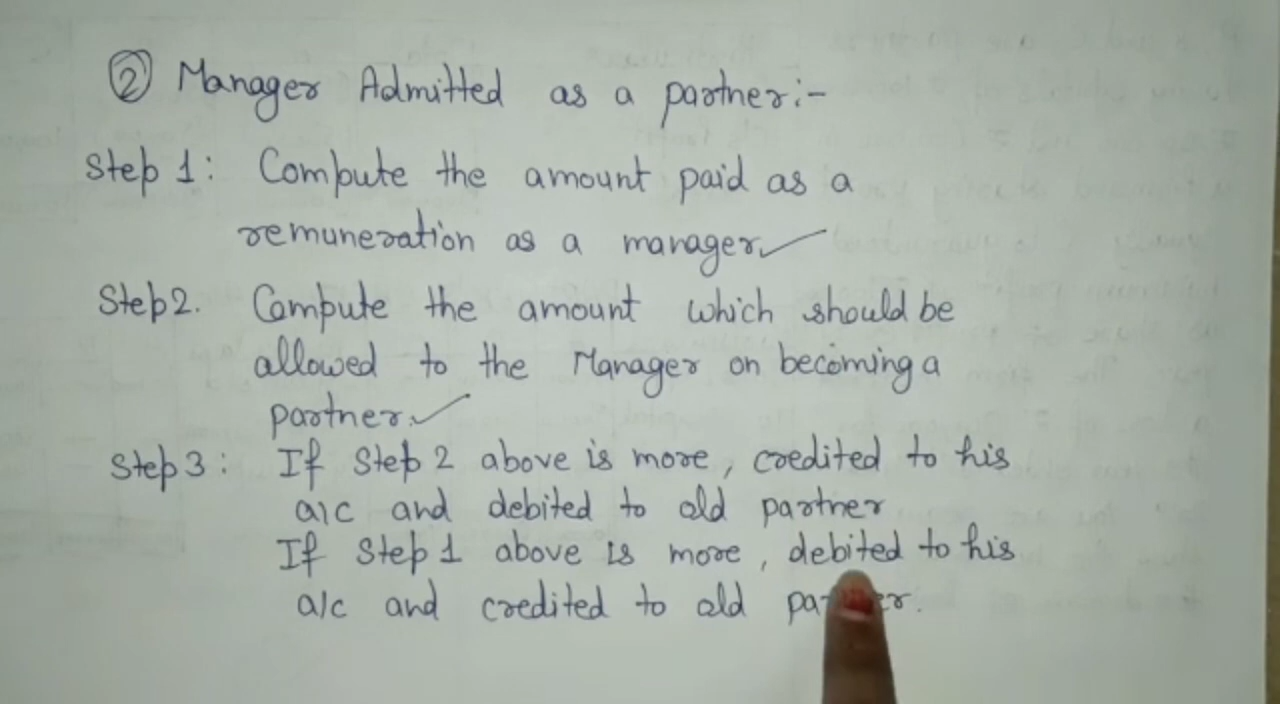 ② Manager Admitted as a partner:-
Step 1: Compute the amount paid as a
remuneration as a manager
Step 2. Compute the amount which should be
allowed to the Manager on becoming a
partner.
Step 3: If Step 2 above is more, credited to his
a/c and debited to old partner
If Step 1 above is more, debited to his
a/c and credited to old